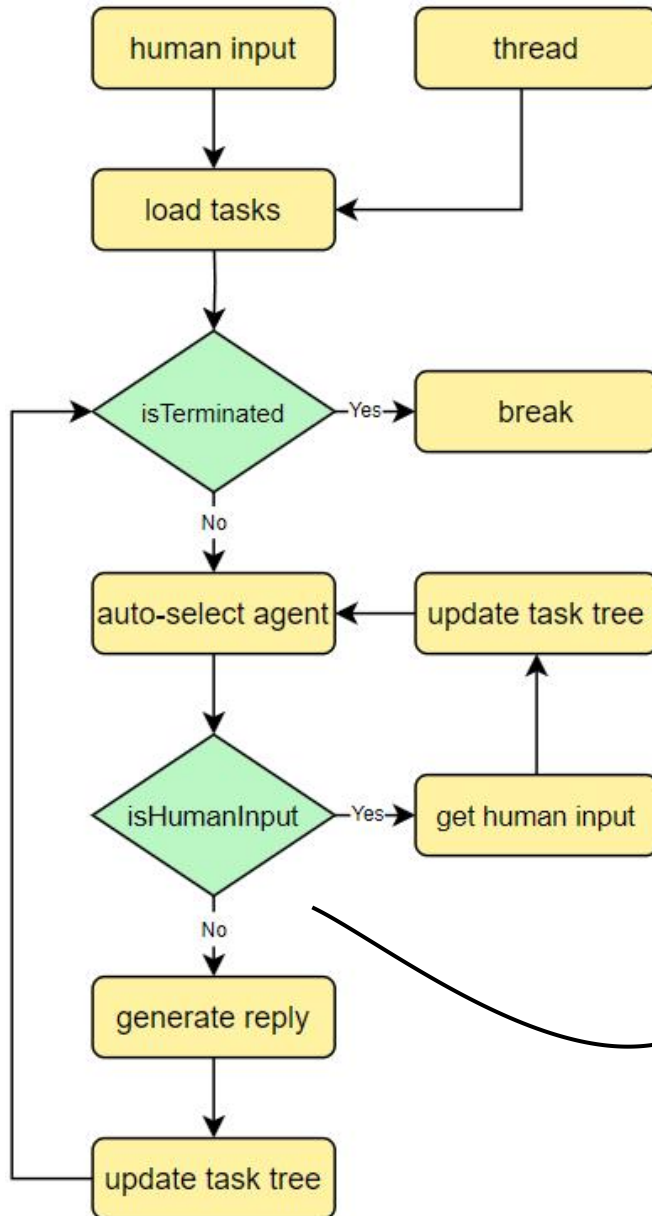 human input
thread
load tasks
isTerminated
Yes
break
No
auto-select agent
update task tree
isHumanInput
Yes
get human input
No
generate reply
update task tree